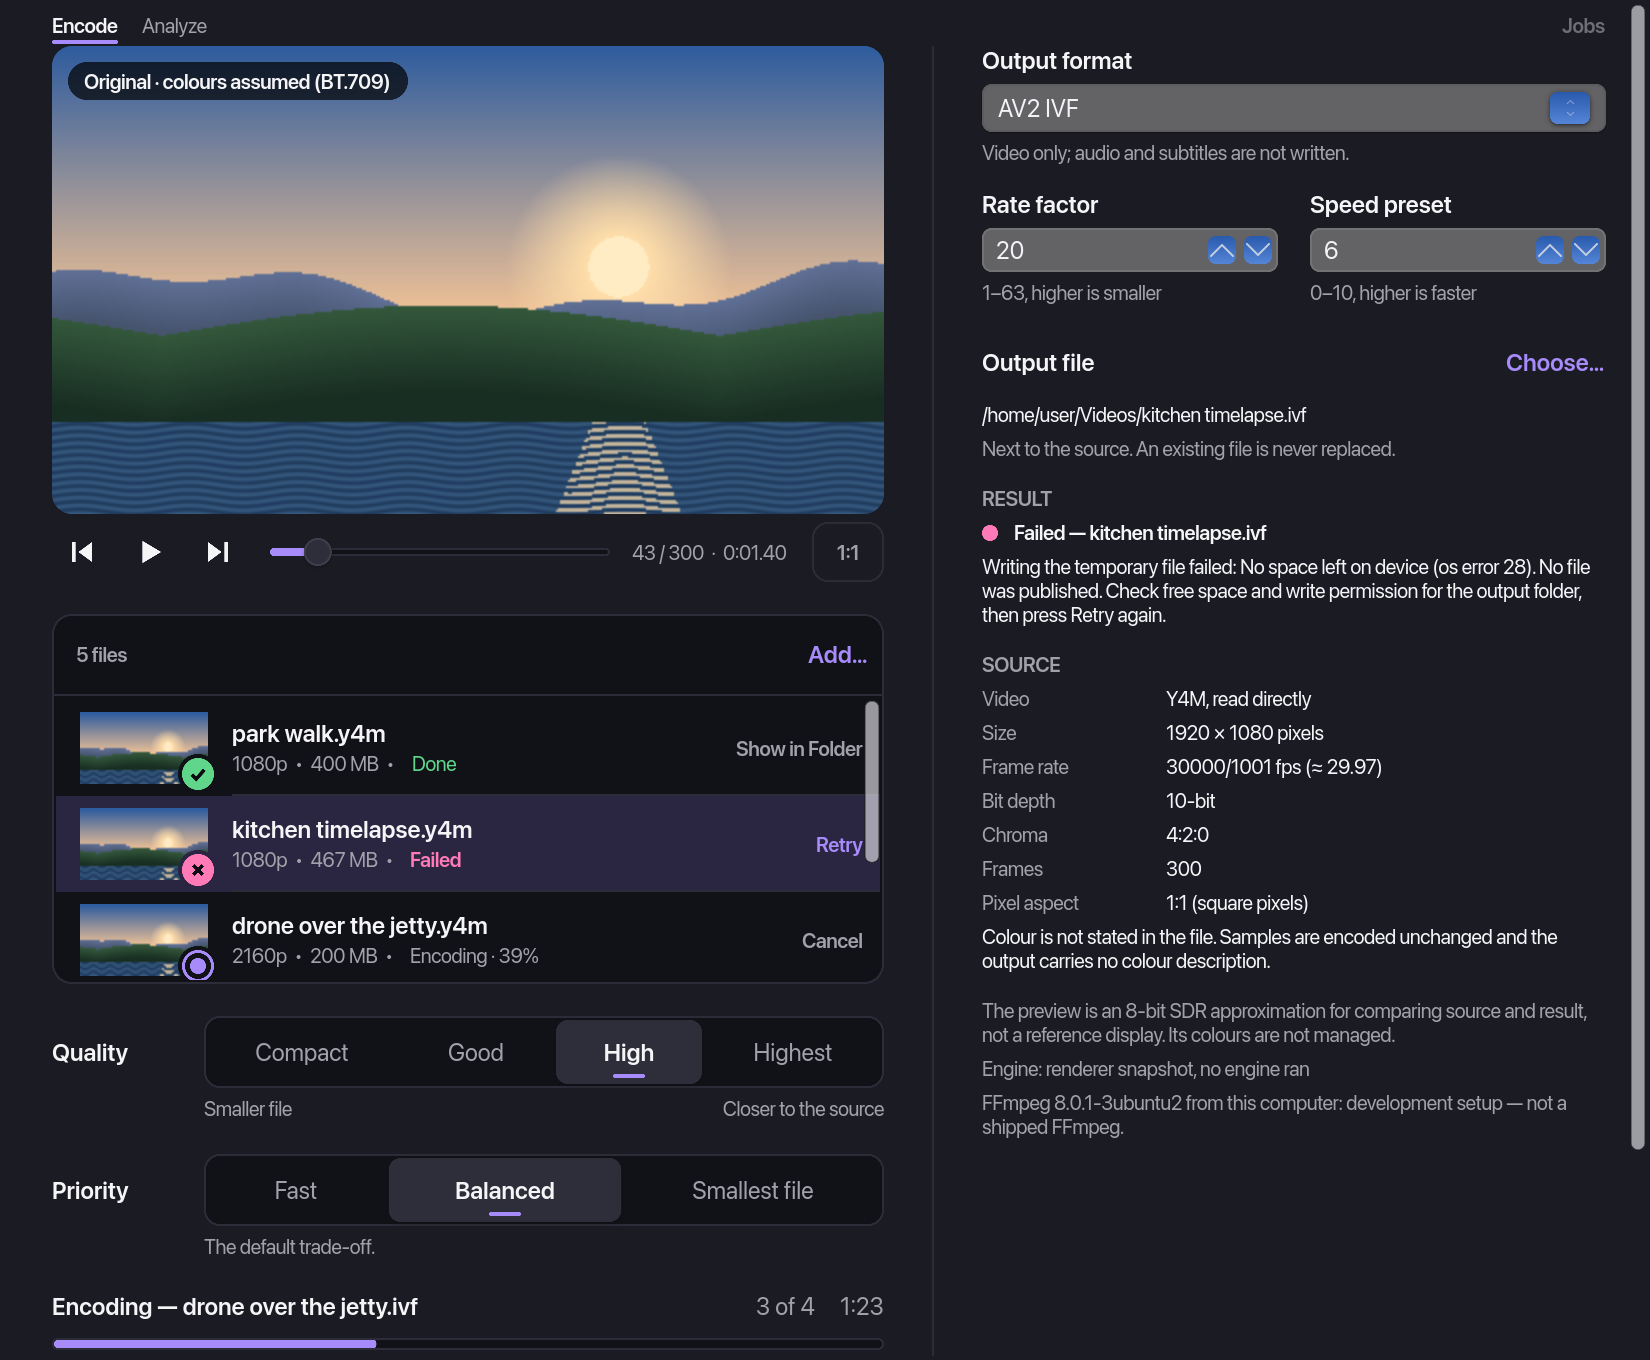 Encode
Analyze
Jobs
Original · colours assumed (BT.709)
43 / 300 · 0:01.40
1:1
5 files
Add...
park walk.y4m
1080p • 400 MB • Done
Show in Folder
kitchen timelapse.y4m
1080p • 467 MB • Failed
Retry
drone over the jetty.y4m
2160p • 200 MB • Encoding · 39%
Cancel
Quality
Compact
Good
High
Highest
Smaller file
Closer to the source
Priority
Fast
Balanced
Smallest file
The default trade-off.
Encoding — drone over the jetty.ivf
3 of 4
1:23
Output format
AV2 IVF
Video only; audio and subtitles are not written.
Rate factor
Speed preset
20
6
1–63, higher is smaller
0–10, higher is faster
Output file
Choose...
/home/user/Videos/kitchen timelapse.ivf
Next to the source. An existing file is never replaced.
RESULT
Failed — kitchen timelapse.ivf
Writing the temporary file failed: No space left on device (os error 28). No file
was published. Check free space and write permission for the output folder,
then press Retry again.
SOURCE
Video Y4M, read directly
Size 1920 × 1080 pixels
Frame rate 30000/1001 fps (≈ 29.97)
Bit depth 10-bit
Chroma 4:2:0
Frames 300
Pixel aspect 1:1 (square pixels)
Colour is not stated in the file. Samples are encoded unchanged and the
output carries no colour description.
The preview is an 8-bit SDR approximation for comparing source and result,
not a reference display. Its colours are not managed.
Engine: renderer snapshot, no engine ran
FFmpeg 8.0.1-3ubuntu2 from this computer: development setup — not a
shipped FFmpeg.